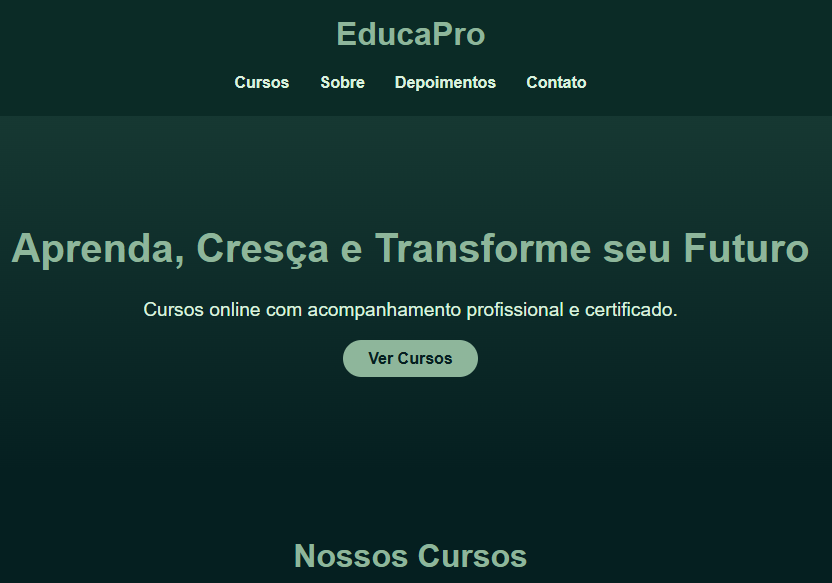 EducaPro
Cursos Sobre Depoimentos Contato
Aprenda, Cresça e Transforme seu Futuro
Cursos online com acompanhamento profissional e certificado.
Ver Cursos
Nossos Cursos